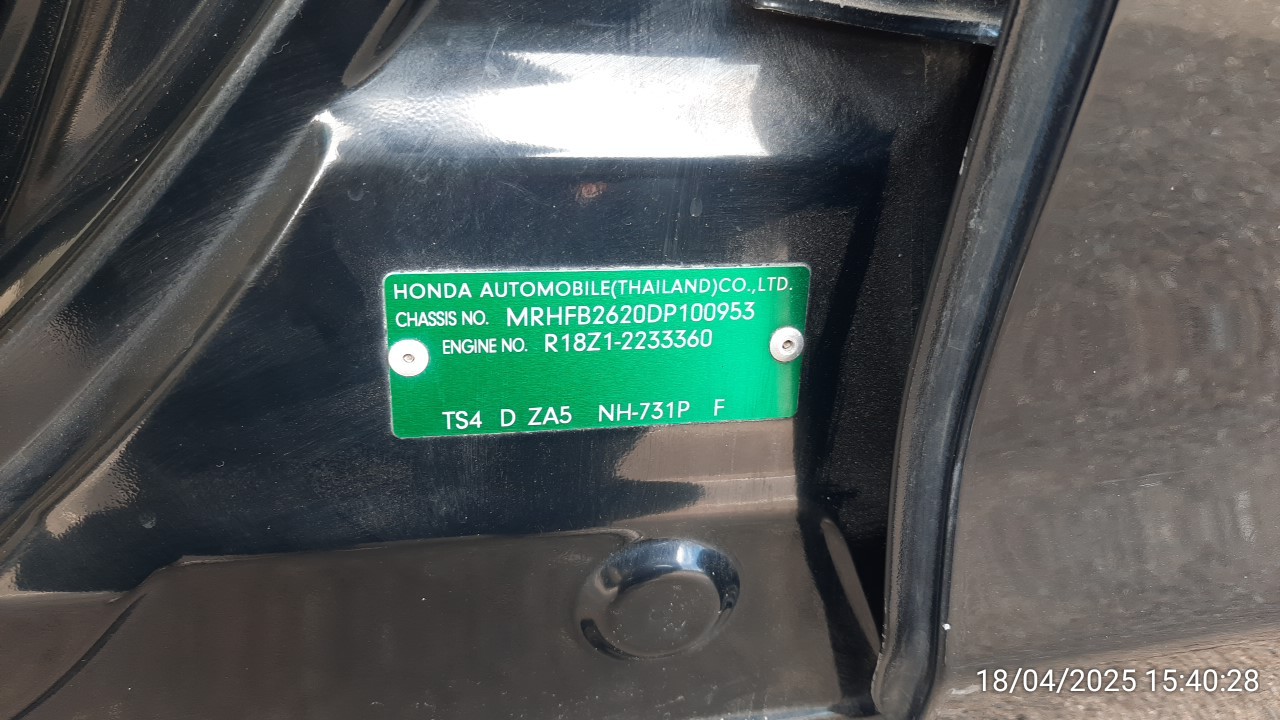 HONDA AUTOMOBILE(THAILAND)CO.,LTD.
CHASSIS NO. MRHFB2620DP100953
ENGINE NO. R18Z1-2233360
TS4 D ZA5 NH-731P F
18/04/2025 15:40:28